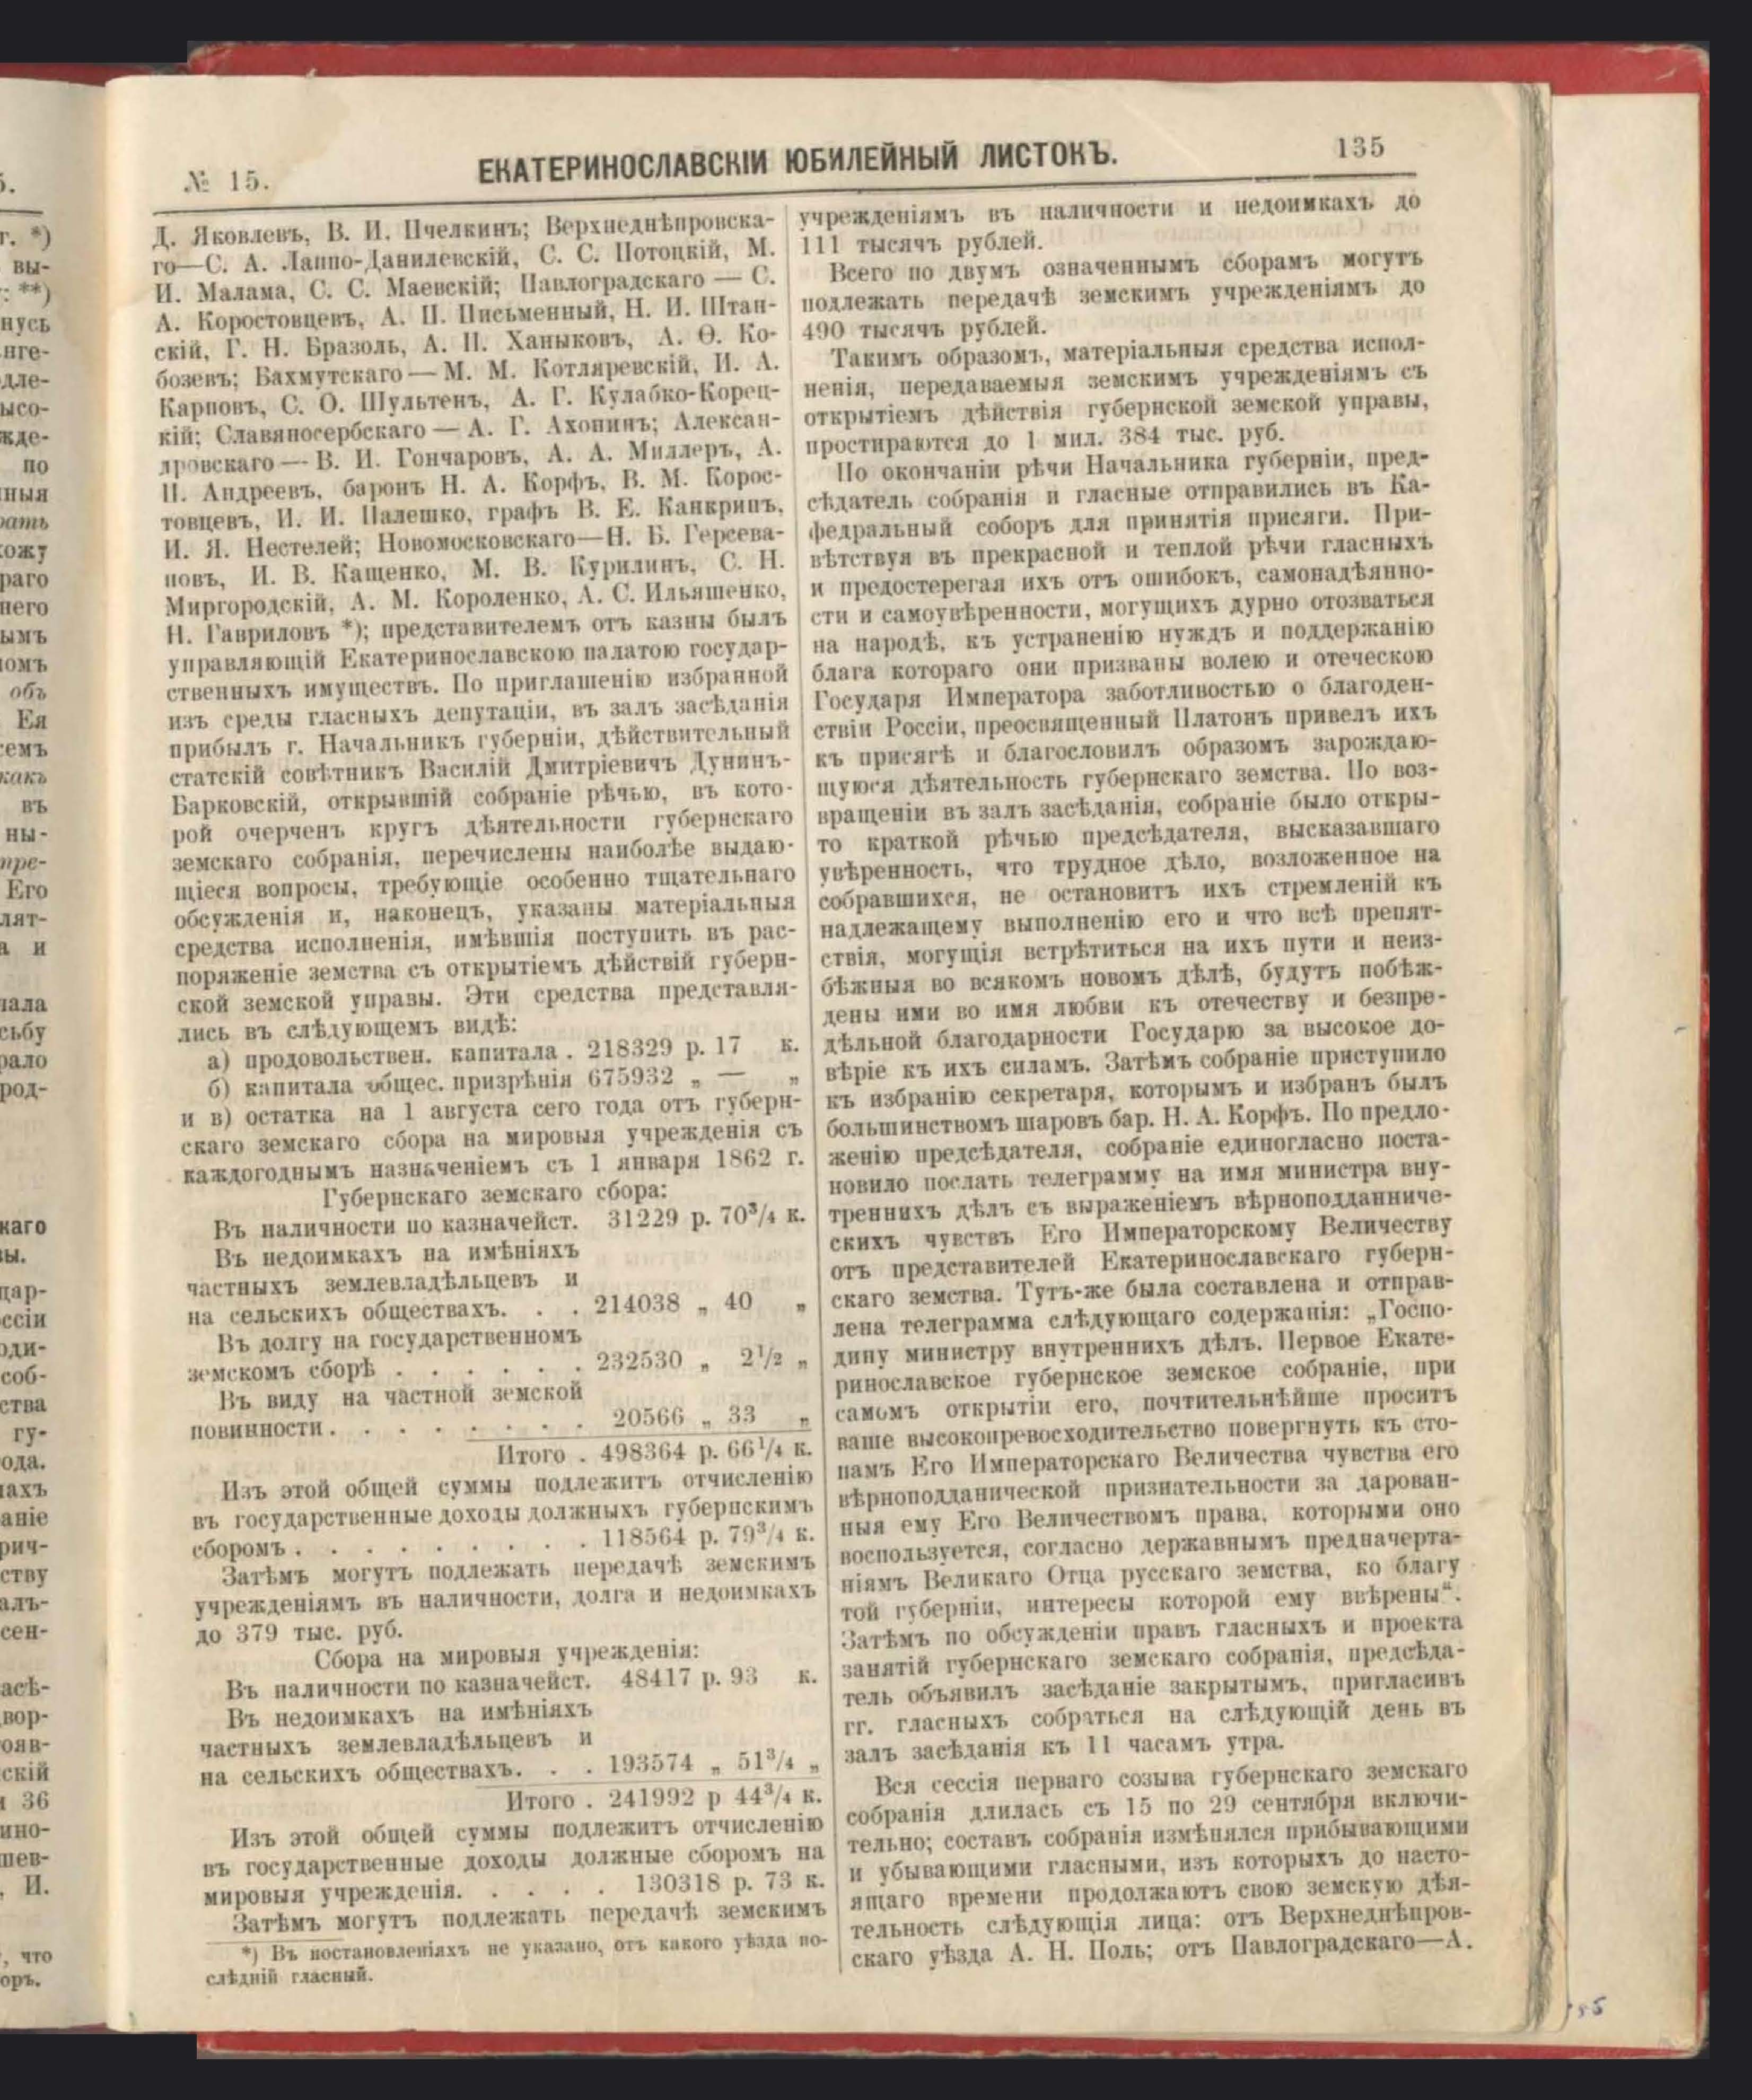 № 15.
ЕКАТЕРИНОСЛАВСКІИ ЮБИЛЕЙНЫЙ ЛИСТОКЪ.
135
Д. Яковлевъ, В. И. Пчелкинъ; Верхнеднѣпровска-
го—С. А. Лаппо-Данилевскій, С. С. Потоцкій, М.
И. Малама, С. С. Маевскій; Павлоградскаго — С.
А. Коростовцевъ, А. П. Письменный, Н. И. Штан-
скій, Г. Н. Бразоль, А. П. Ханыковъ, А. Ѳ. Ко-
бозевъ; Бахмутскаго — М. М. Котляревскій, И. А.
Карповъ, С. О. Шультенъ, А. Г. Кулабко-Корец-
кій; Славяносербскаго — А. Г. Ахопинъ; Алексан-
дровскаго — В. И. Гончаровъ, А. А. Миллеръ, А.
П. Андреевъ, баронъ Н. А. Корфъ, В. М. Корос-
товцевъ, И. И. Палешко, графъ В. Е. Канкринъ,
И. Я. Нестелей; Новомосковскаго—Н. Б. Герсева-
новъ, И. В. Кащенко, М. В. Курилинъ, С. Н.
Миргородскій, А. М. Короленко, А. С. Ильяшенко,
Н. Гавриловъ *); представителемъ отъ казны былъ
управляющій Екатеринославскою палатою государ-
ственныхъ имуществъ. По приглашенію избранной
изъ среды гласныхъ депутаціи, въ залъ засѣданія
прибылъ г. Начальникъ губерніи, дѣйствительный
статскій совѣтникъ Василій Дмитріевичъ Дунинъ-
Барковскій, открывшій собраніе рѣчью, въ кото-
рой очерченъ кругъ дѣятельности губернскаго
земскаго собранія, перечислены наиболѣе выдаю-
щіеся вопросы, требующіе особенно тщательнаго
обсужденія и, наконецъ, указаны матеріальныя
средства исполненія, имѣвшія поступить въ рас-
поряженіе земства съ открытіемъ дѣйствій губерн-
ской земской управы. Эти средства представля-
лись въ слѣдующемъ видѣ:
а) продовольствен. капитала . 218329 р. 17 к.
б) капитала общес. призрѣнія 675932 „ — „
и в) остатка на 1 августа сего года отъ губерн-
скаго земскаго сбора на мировыя учрежденія съ
каждогоднымъ назначеніемъ съ 1 января 1862 г.
Губернскаго земскаго сбора:
Въ наличности по казначейст. 31229 р. 70³/₄ к.
Въ недоимкахъ на имѣніяхъ
частныхъ землевладѣльцевъ и
на сельскихъ обществахъ. . . 214038 „ 40 „
Въ долгу на государственномъ
земскомъ сборѣ . . . . . . 232530 „ 2¹/₂ „
Въ виду на частной земской
повинности. . . . . . . . 20566 „ 33 „
Итого . 498364 р. 66¹/₄ к.
Изъ этой общей суммы подлежитъ отчисленію
въ государственные доходы должныхъ губернскимъ
сборомъ . . . . . . . . . 118564 р. 79³/₄ к.
Затѣмъ могутъ подлежать передачѣ земскимъ
учрежденіямъ въ наличности, долга и недоимкахъ
до 379 тыс. руб.
Сбора на мировыя учрежденія:
Въ наличности по казначейст. 48417 р. 93 к.
Въ недоимкахъ на имѣніяхъ
частныхъ землевладѣльцевъ и
на сельскихъ обществахъ. . . 193574 „ 51³/₄ „
Итого . 241992 р 44³/₄ к.
Изъ этой общей суммы подлежитъ отчисленію
въ государственные доходы должные сборомъ на
мировыя учрежденія. . . . . 130318 р. 73 к.
Затѣмъ могутъ подлежать передачѣ земскимъ
*) Въ постановленіяхъ не указано, отъ какого уѣзда по-
слѣдній гласный.
учрежденіямъ въ наличности и недоимкахъ до
111 тысячъ рублей.
Всего по двумъ означеннымъ сборамъ могутъ
подлежать передачѣ земскимъ учрежденіямъ до
490 тысячъ рублей.
Такимъ образомъ, матеріальныя средства испол-
ненія, передаваемыя земскимъ учрежденіямъ съ
открытіемъ дѣйствія губернской земской управы,
простираются до 1 мил. 384 тыс. руб.
По окончаніи рѣчи Начальника губерніи, пред-
сѣдатель собранія и гласные отправились въ Ка-
федральный соборъ для принятія присяги. При-
вѣтствуя въ прекрасной и теплой рѣчи гласныхъ
и предостерегая ихъ отъ ошибокъ, самонадѣянно-
сти и самоувѣренности, могущихъ дурно отозваться
на народѣ, къ устраненію нуждъ и поддержанію
блага котораго они призваны волею и отеческою
Государя Императора заботливостью о благоден-
ствіи Россіи, преосвященный Платонъ привелъ ихъ
къ присягѣ и благословилъ образомъ зарождаю-
щуюся дѣятельность губернскаго земства. По воз-
вращеніи въ залъ засѣданія, собраніе было откры-
то краткой рѣчью предсѣдателя, высказавшаго
увѣренность, что трудное дѣло, возложенное на
собравшихся, не остановитъ ихъ стремленій къ
надлежащему выполненію его и что всѣ препят-
ствія, могущія встрѣтиться на ихъ пути и неиз-
бѣжныя во всякомъ новомъ дѣлѣ, будутъ побѣж-
дены ими во имя любви къ отечеству и безпре-
дѣльной благодарности Государю за высокое до-
вѣріе къ ихъ силамъ. Затѣмъ собраніе приступило
къ избранію секретаря, которымъ и избранъ былъ
большинствомъ шаровъ бар. Н. А. Корфъ. По предло-
женію предсѣдателя, собраніе единогласно поста-
новило послать телеграмму на имя министра вну-
треннихъ дѣлъ съ выраженіемъ вѣрноподданниче-
скихъ чувствъ Его Императорскому Величеству
отъ представителей Екатеринославскаго губерн-
скаго земства. Тутъ-же была составлена и отправ-
лена телеграмма слѣдующаго содержанія: „Госпо-
дину министру внутреннихъ дѣлъ. Первое Екате-
ринославское губернское земское собраніе, при
самомъ открытіи его, почтительнѣйше проситъ
ваше высокопревосходительство повергнуть къ сто-
памъ Его Императорскаго Величества чувства его
вѣрноподданической признательности за дарован-
ныя ему Его Величествомъ права, которыми оно
воспользуется, согласно державнымъ предначерта-
ніямъ Великаго Отца русскаго земства, ко благу
той губерніи, интересы которой ему ввѣрены“.
Затѣмъ по обсужденіи правъ гласныхъ и проекта
занятій губернскаго земскаго собранія, предсѣда-
тель объявилъ засѣданіе закрытымъ, пригласивъ
гг. гласныхъ собраться на слѣдующій день въ
залъ засѣданія къ 11 часамъ утра.
Вся сессія перваго созыва губернскаго земскаго
собранія длилась съ 15 по 29 сентября включи-
тельно; составъ собранія измѣнялся прибывающими
и убывающими гласными, изъ которыхъ до насто-
ящаго времени продолжаютъ свою земскую дѣя-
тельность слѣдующія лица: отъ Верхнеднѣпров-
скаго уѣзда А. Н. Поль; отъ Павлоградскаго—А.